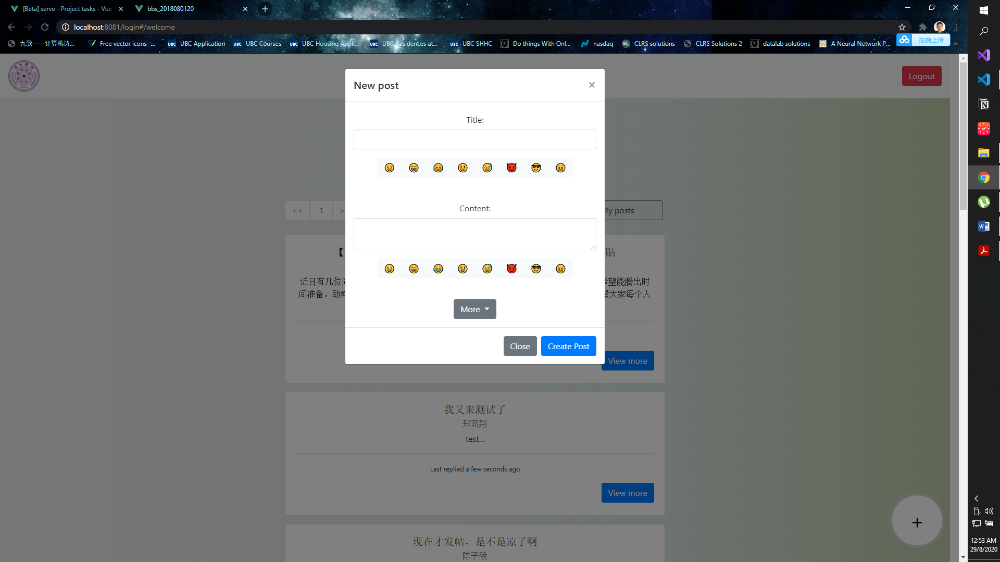 [Beta] serve - Project tasks - Vue
bbs_2018080120
localhost:8081/login#/welcome
九歌——计算机诗...
Free vector icons -...
UBC Application
UBC Courses
UBC Housing Appli...
UBC Residences at...
UBC SHHC
Do things With Onl...
nasdaq
CLRS solutions
CLRS Solutions 2
datalab solutions
A Neural Network P...
»
拖拽上传
Logout
New post
×
Title:
Content:
More
Close
Create Post
<<
1
>
My posts
【
贴
近日有几位同
希望能腾出时
间准备。助教
望大家每个人
View more
我又来测试了
邢蓝翔
test...
Last replied a few seconds ago
View more
+
现在才发帖，是不是凉了啊
陈子陵
12:53 AM
29/8/2020